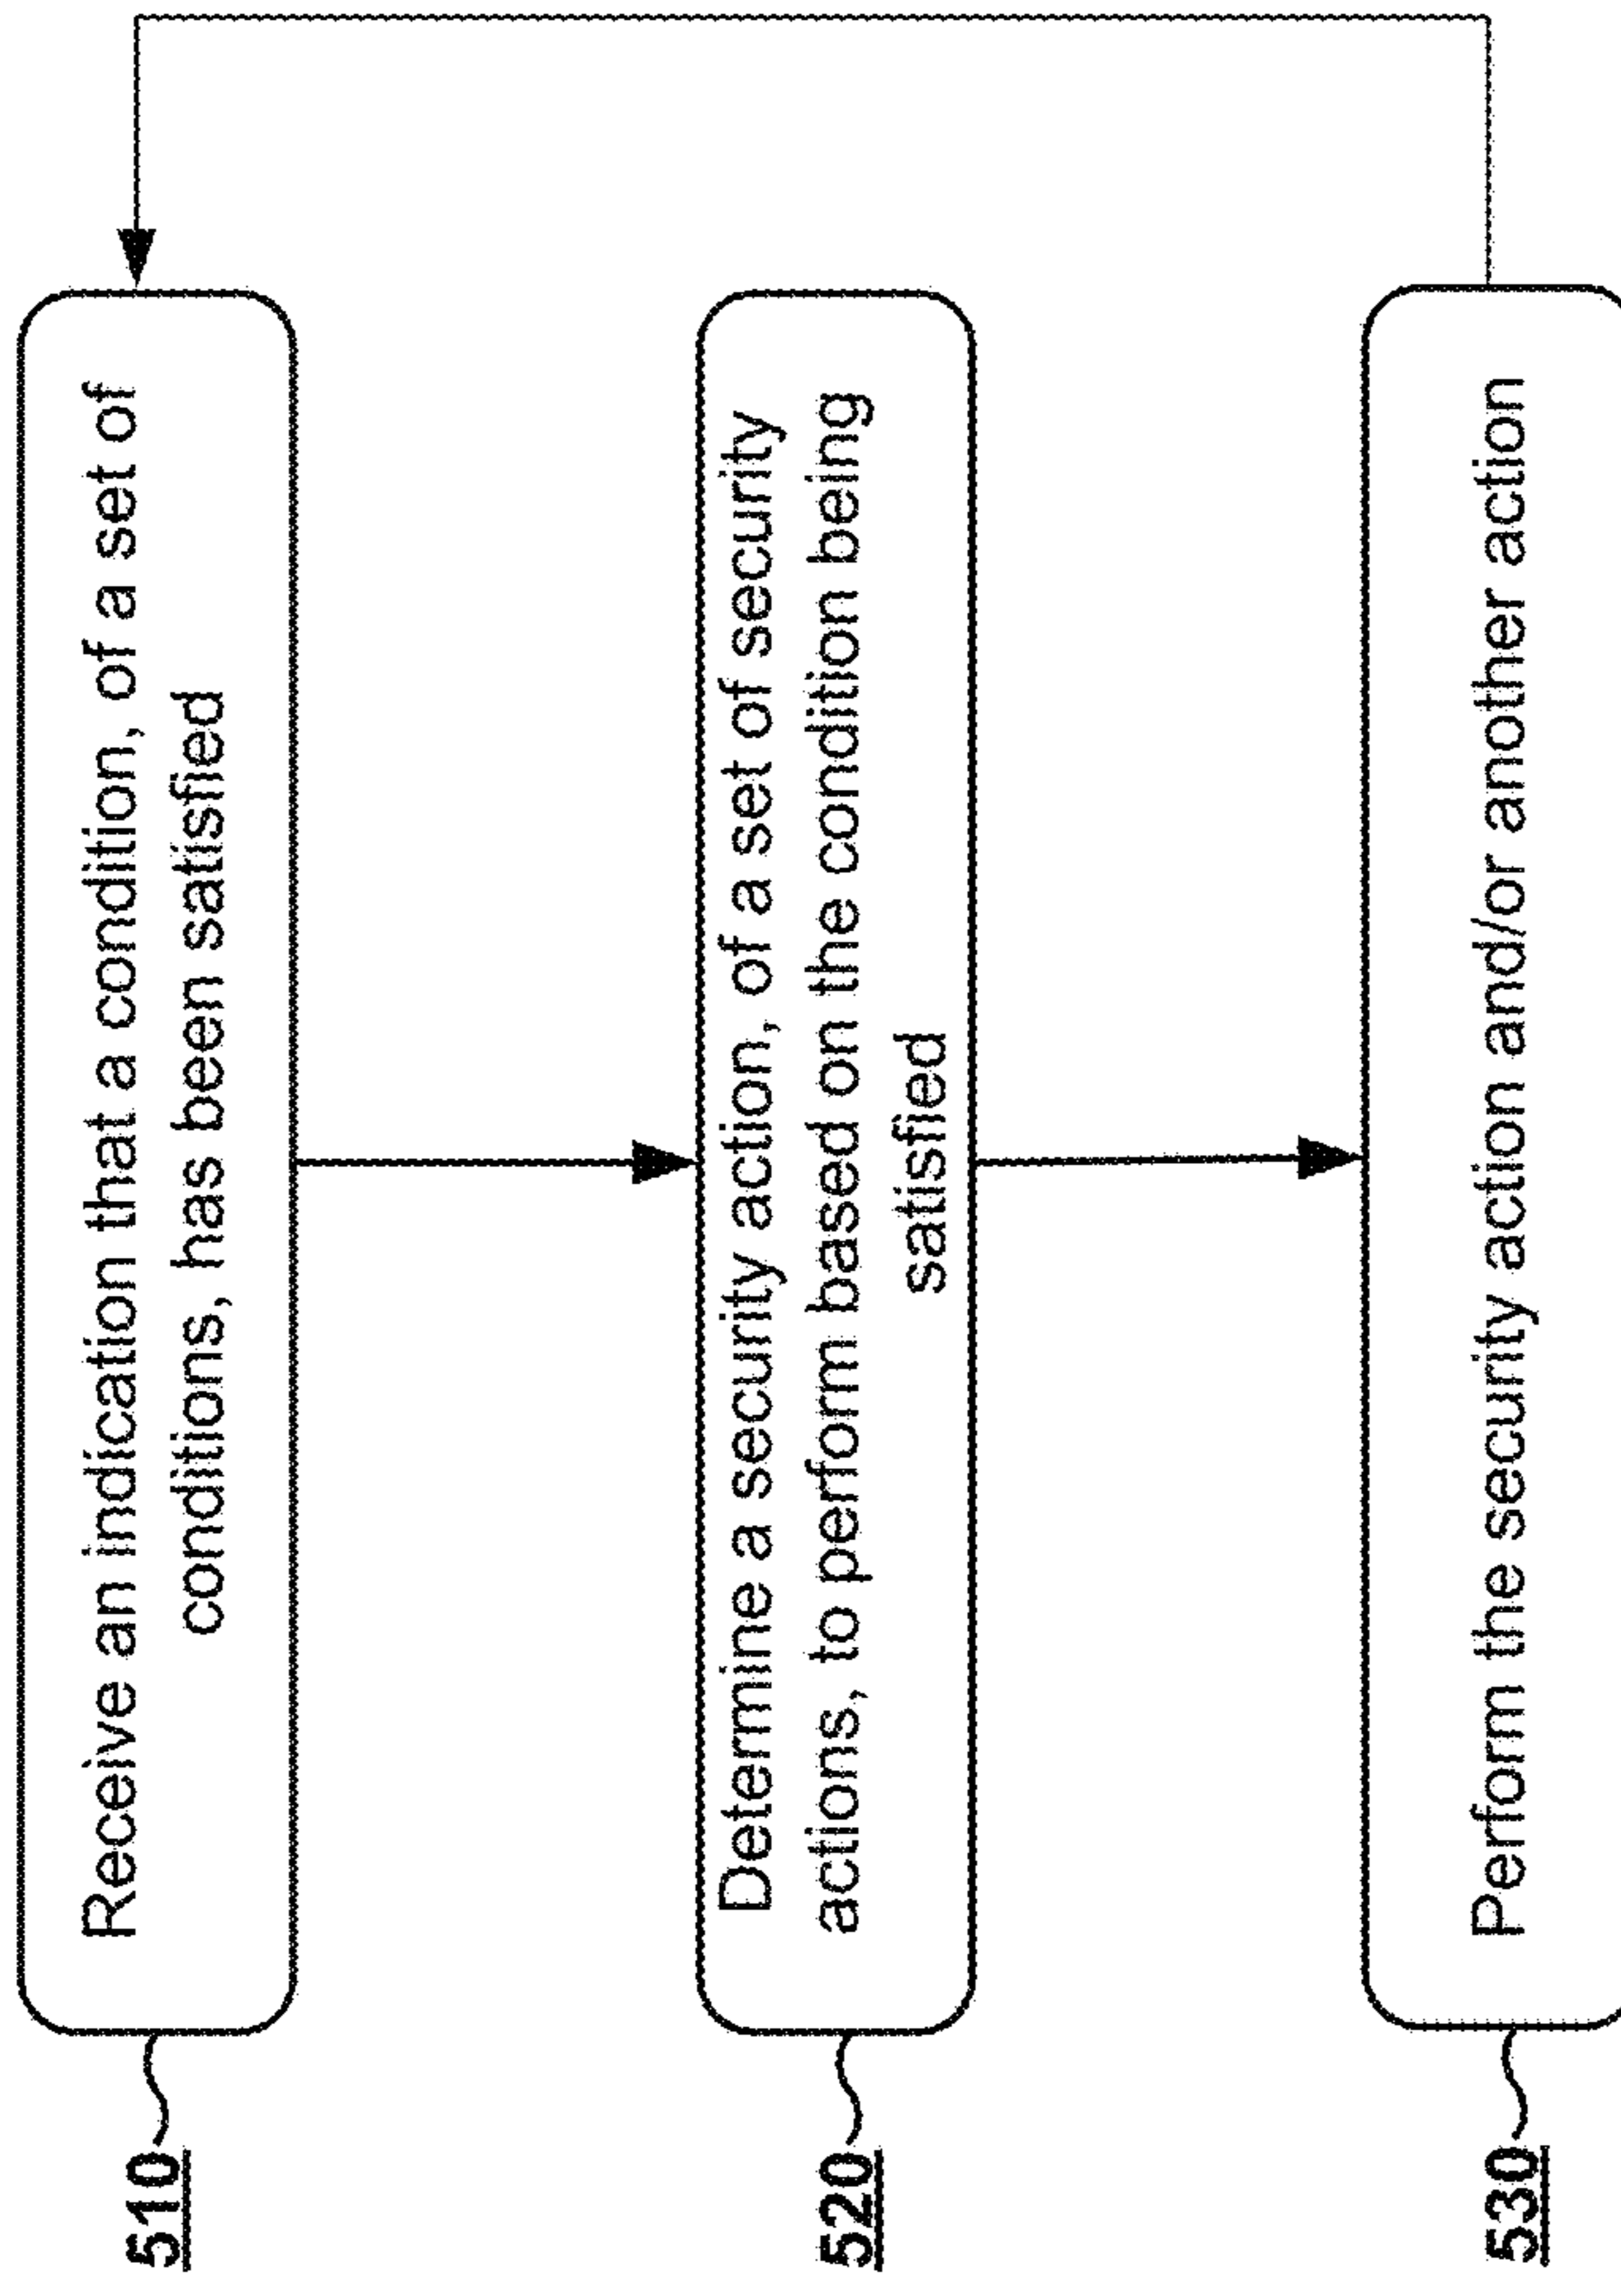 510
Receive an indication that a condition, of a set of
conditions, has been satisfied
520
Determine a security action, of a set of security
actions, to perform based on the condition being
satisfied
530
Perform the security action and/or another action